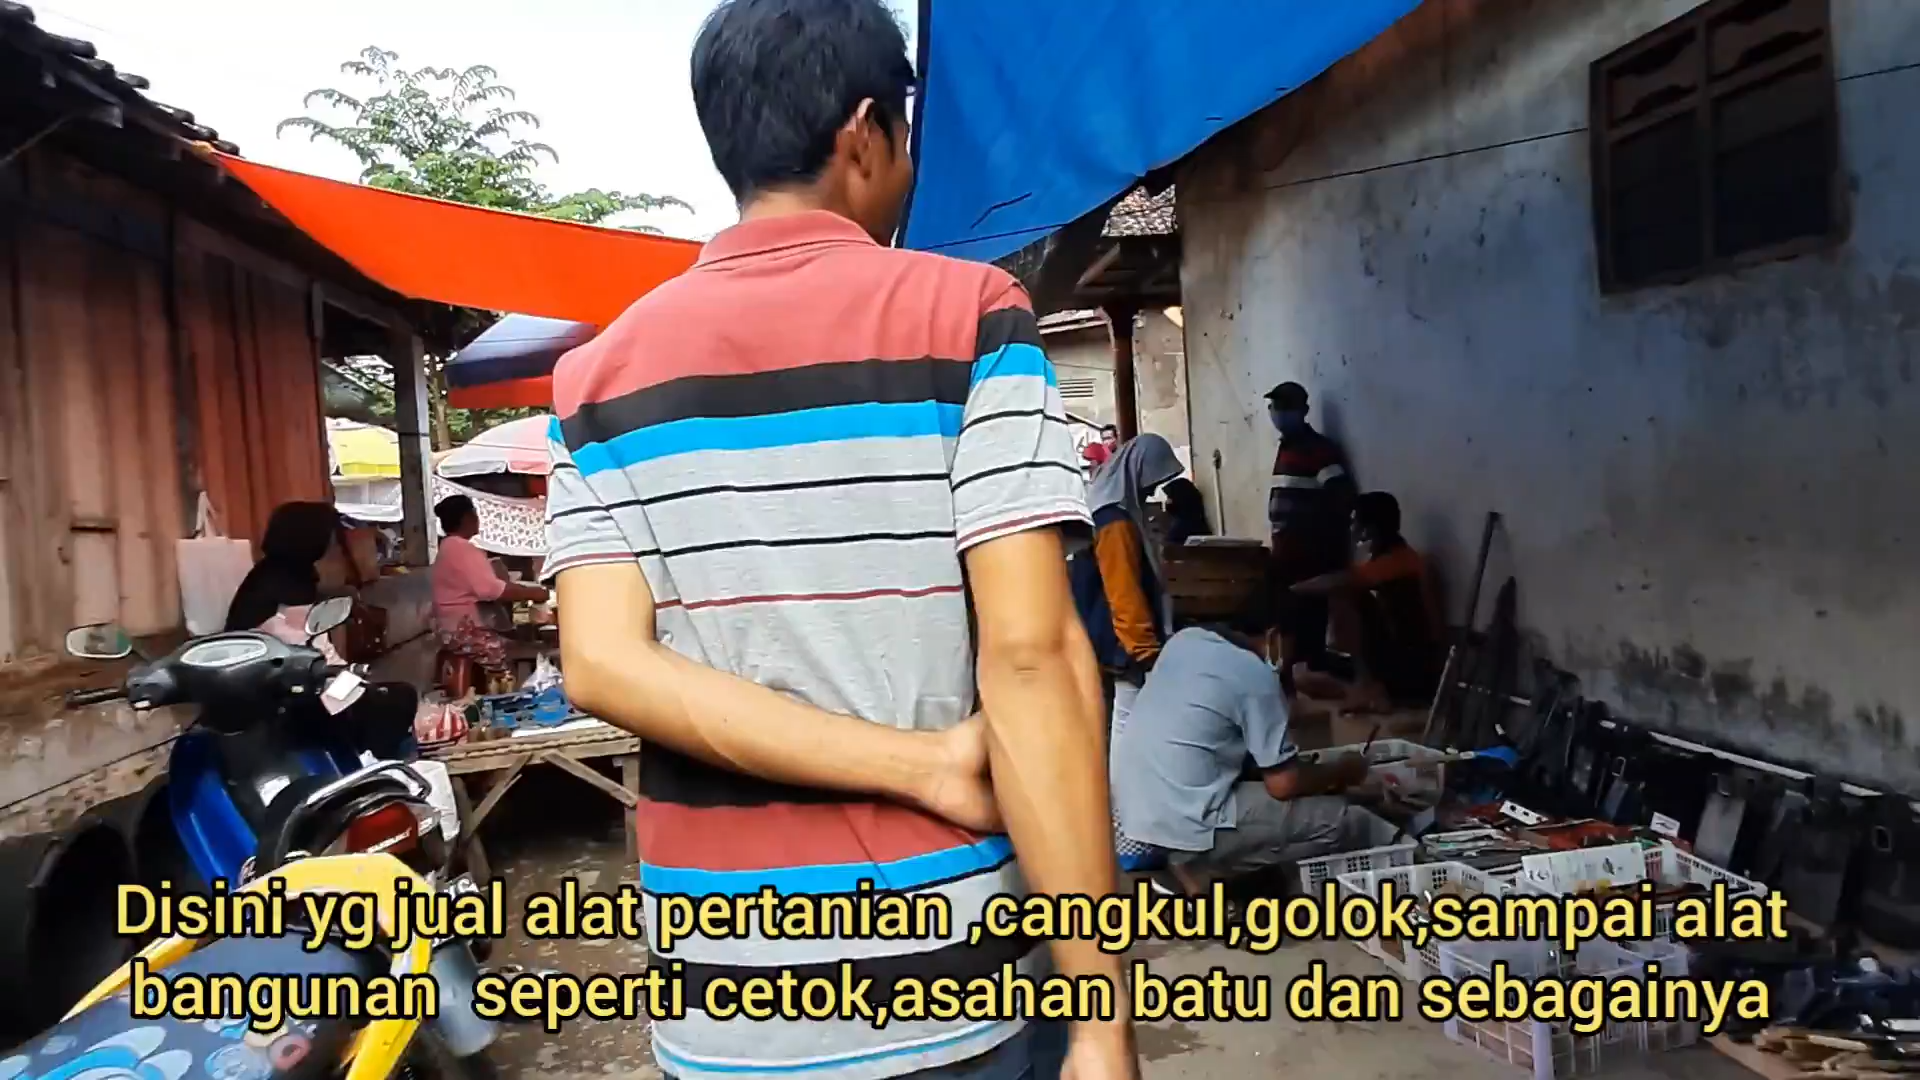 Disini yg jual alat pertanian ,cangkul,golok,sampai alat
bangunan  seperti cetok,asahan batu dan sebagainya